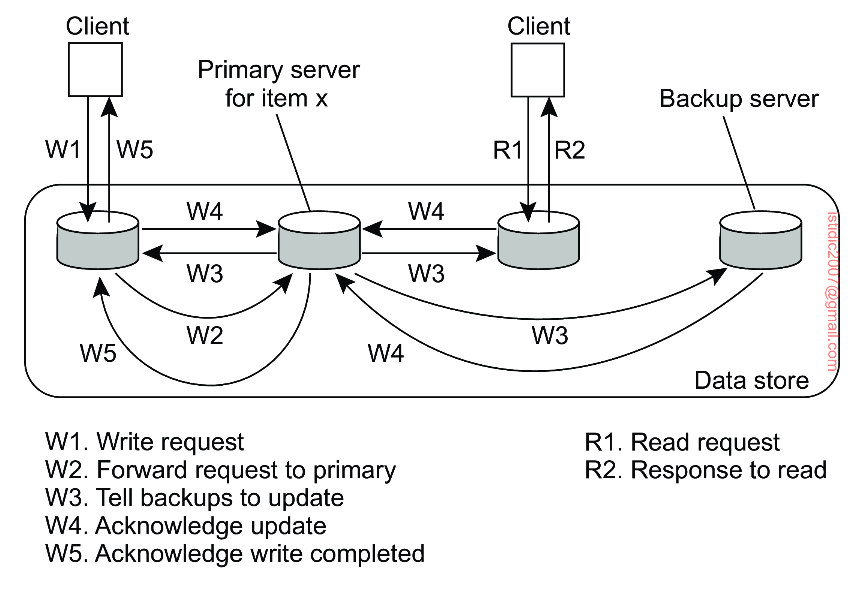 Client
Client
Primary server
for item x
Backup server
W1
W5
R1
R2
W4
W4
W3
W3
W2
W5
W4
W3
Data store
W1. Write request
W2. Forward request to primary
W3. Tell backups to update
W4. Acknowledge update
W5. Acknowledge write completed
R1. Read request
R2. Response to read
istidic2007@gmail.com